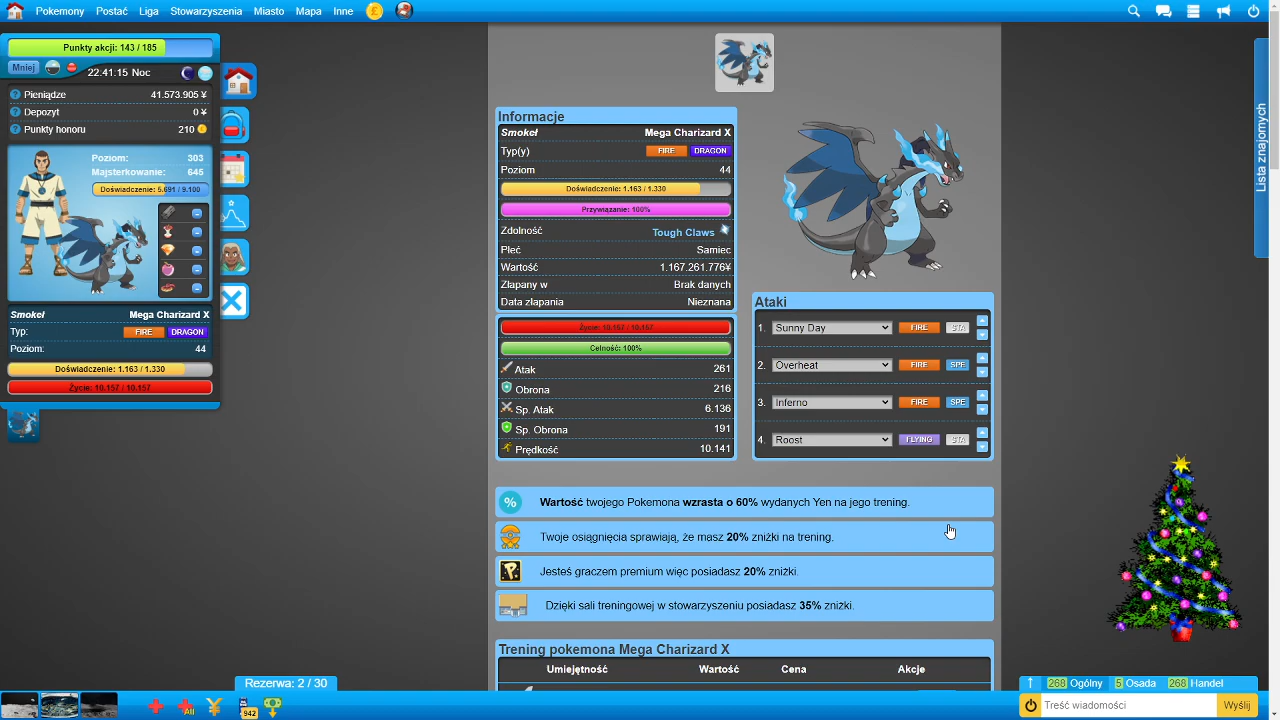 Pokemony Postać Liga Stowarzyszenia Miasto Mapa Inne
Punkty akcji: 143 / 185
Mniej 22:41:15 Noc
Pieniądze 41.573.905 ¥
Depozyt 0 ¥
Punkty honoru 210
Poziom: 303
Majsterkowanie: 645
Doświadczenie: 5.691 / 9.100
Smokeł Mega Charizard X
Typ: FIRE DRAGON
Poziom: 44
Doświadczenie: 1.163 / 1.330
Życie: 10.157 / 10.157
Informacje
Smokeł Mega Charizard X
Typ(y) FIRE DRAGON
Poziom 44
Doświadczenie: 1.163 / 1.330
Przywiązanie: 100%
Zdolność Tough Claws
Płeć Samiec
Wartość 1.167.261.776¥
Złapany w Brak danych
Data złapania Nieznana
Życie: 10.157 / 10.157
Celność: 100%
Atak 261
Obrona 216
Sp. Atak 6.136
Sp. Obrona 191
Prędkość 10.141
Ataki
1. Sunny Day FIRE STA
2. Overheat FIRE SPE
3. Inferno FIRE SPE
4. Roost FLYING STA
% Wartość twojego Pokemona wzrasta o 60% wydanych Yen na jego trening.
Twoje osiągnięcia sprawiają, że masz 20% zniżki na trening.
Jesteś graczem premium więc posiadasz 20% zniżki.
Dzięki sali treningowej w stowarzyszeniu posiadasz 35% zniżki.
Trening pokemona Mega Charizard X
Umiejętność Wartość Cena Akcje
Lista znajomych
Rezerwa: 2 / 30
All
942
268 Ogólny 5 Osada 268 Handel
Treść wiadomości Wyślij